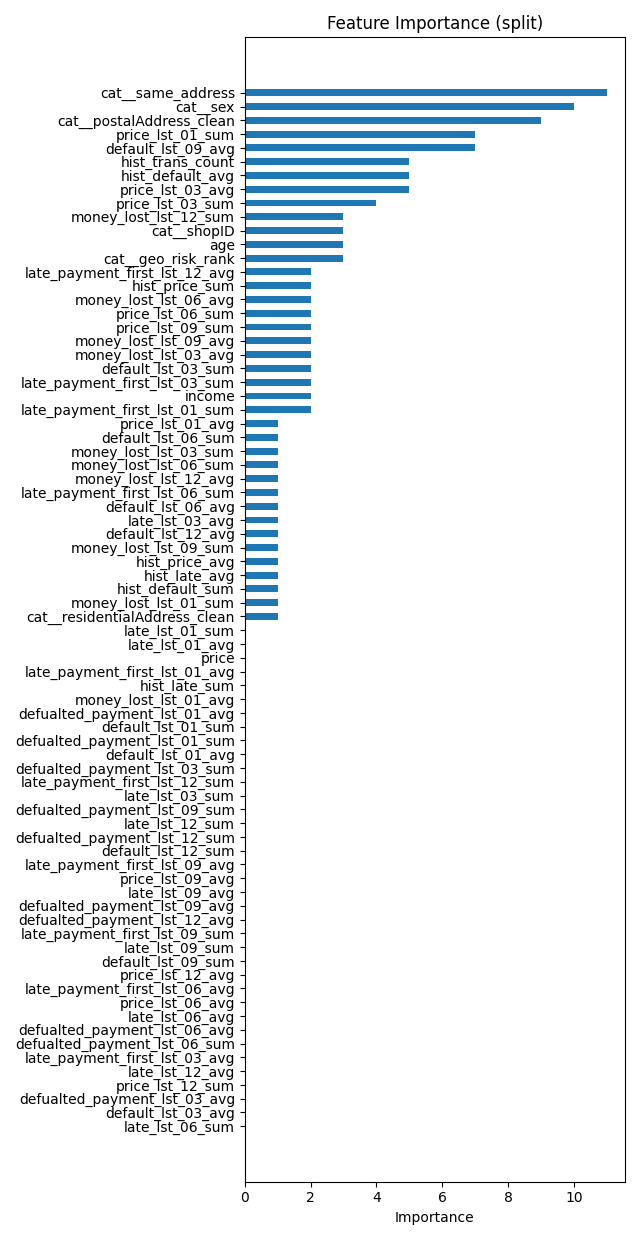 Feature Importance (split)
cat__same_address
cat__sex
cat__postalAddress_clean
price_lst_01_sum
default_lst_09_avg
hist_trans_count
hist_default_avg
price_lst_03_avg
price_lst_03_sum
money_lost_lst_12_sum
cat__shopID
age
cat__geo_risk_rank
late_payment_first_lst_12_avg
hist_price_sum
money_lost_lst_06_avg
price_lst_06_sum
price_lst_09_sum
money_lost_lst_09_avg
money_lost_lst_03_avg
default_lst_03_sum
late_payment_first_lst_03_sum
income
late_payment_first_lst_01_sum
price_lst_01_avg
default_lst_06_sum
money_lost_lst_03_sum
money_lost_lst_06_sum
money_lost_lst_12_avg
late_payment_first_lst_06_sum
default_lst_06_avg
late_lst_03_avg
default_lst_12_avg
money_lost_lst_09_sum
hist_price_avg
hist_late_avg
hist_default_sum
money_lost_lst_01_sum
cat__residentialAddress_clean
late_lst_01_sum
late_lst_01_avg
price
late_payment_first_lst_01_avg
hist_late_sum
money_lost_lst_01_avg
defualted_payment_lst_01_avg
default_lst_01_sum
defualted_payment_lst_01_sum
default_lst_01_avg
defualted_payment_lst_03_sum
late_payment_first_lst_12_sum
late_lst_03_sum
defualted_payment_lst_09_sum
late_lst_12_sum
defualted_payment_lst_12_sum
default_lst_12_sum
late_payment_first_lst_09_avg
price_lst_09_avg
late_lst_09_avg
defualted_payment_lst_09_avg
defualted_payment_lst_12_avg
late_payment_first_lst_09_sum
late_lst_09_sum
default_lst_09_sum
price_lst_12_avg
late_payment_first_lst_06_avg
price_lst_06_avg
late_lst_06_avg
defualted_payment_lst_06_avg
defualted_payment_lst_06_sum
late_payment_first_lst_03_avg
late_lst_12_avg
price_lst_12_sum
defualted_payment_lst_03_avg
default_lst_03_avg
late_lst_06_sum
0 2 4 6 8 10
Importance